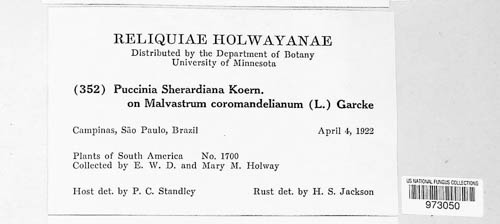 RELIQUIAE HOLWAYANAE
Distributed by the Department of Botany
University of Minnesota
(352) Puccinia Sherardiana Koern.
on Malvastrum coromandelianum (L.) Garcke
Campinas, São Paulo, Brazil April 4, 1922
Plants of South America No. 1700
Collected by E. W. D. and Mary M. Holway
Host det. by P. C. Standley Rust det. by H. S. Jackson
US NATIONAL FUNGUS COLLECTIONS
973050